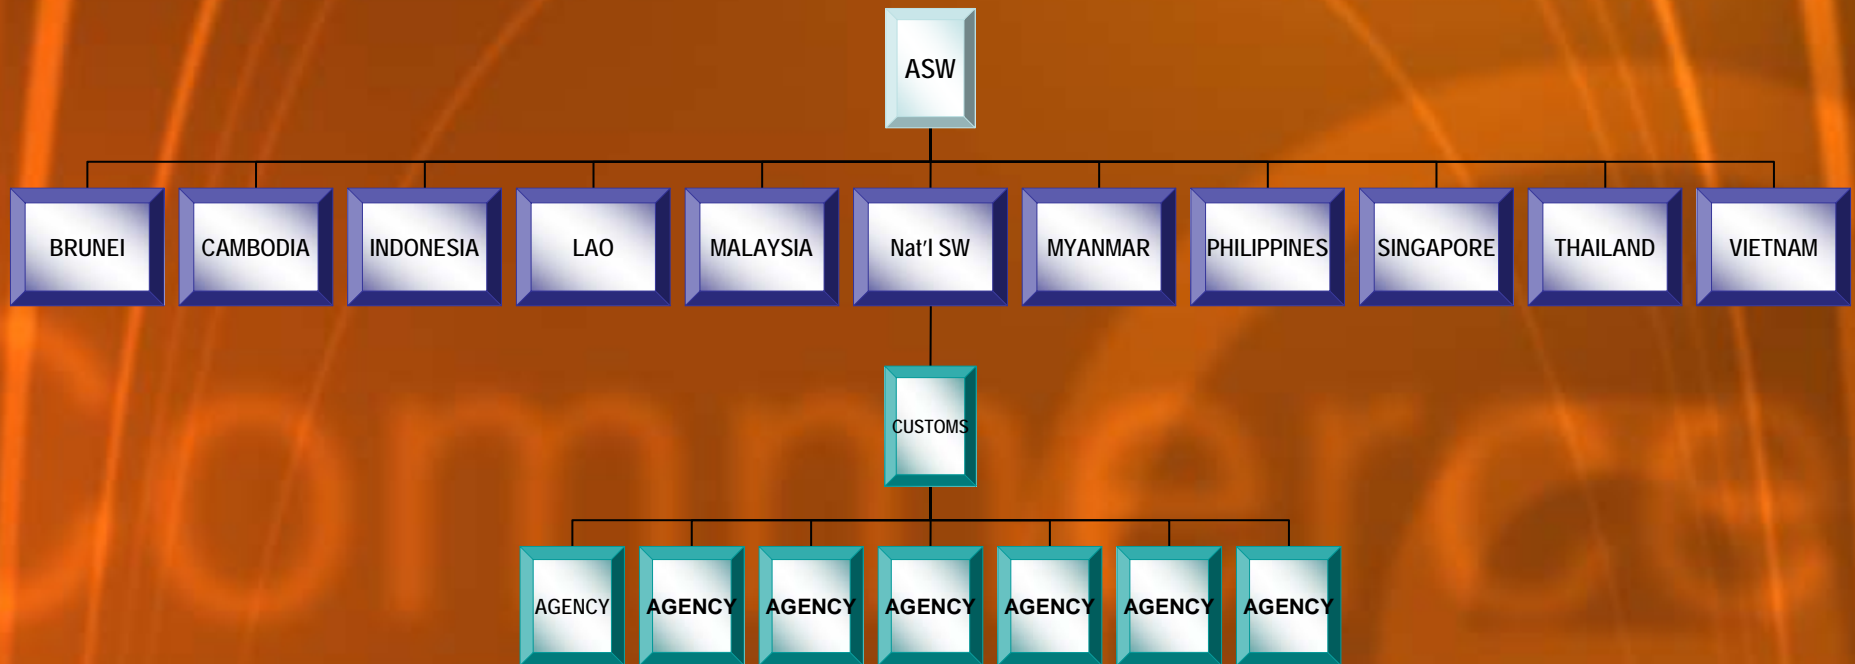 ASW
BRUNEI
CAMBODIA
INDONESIA
LAO
MALAYSIA
Nat'l SW
MYANMAR
PHILIPPINES
SINGAPORE
THAILAND
VIETNAM
CUSTOMS
AGENCY
AGENCY
AGENCY
AGENCY
AGENCY
AGENCY
AGENCY
commerce